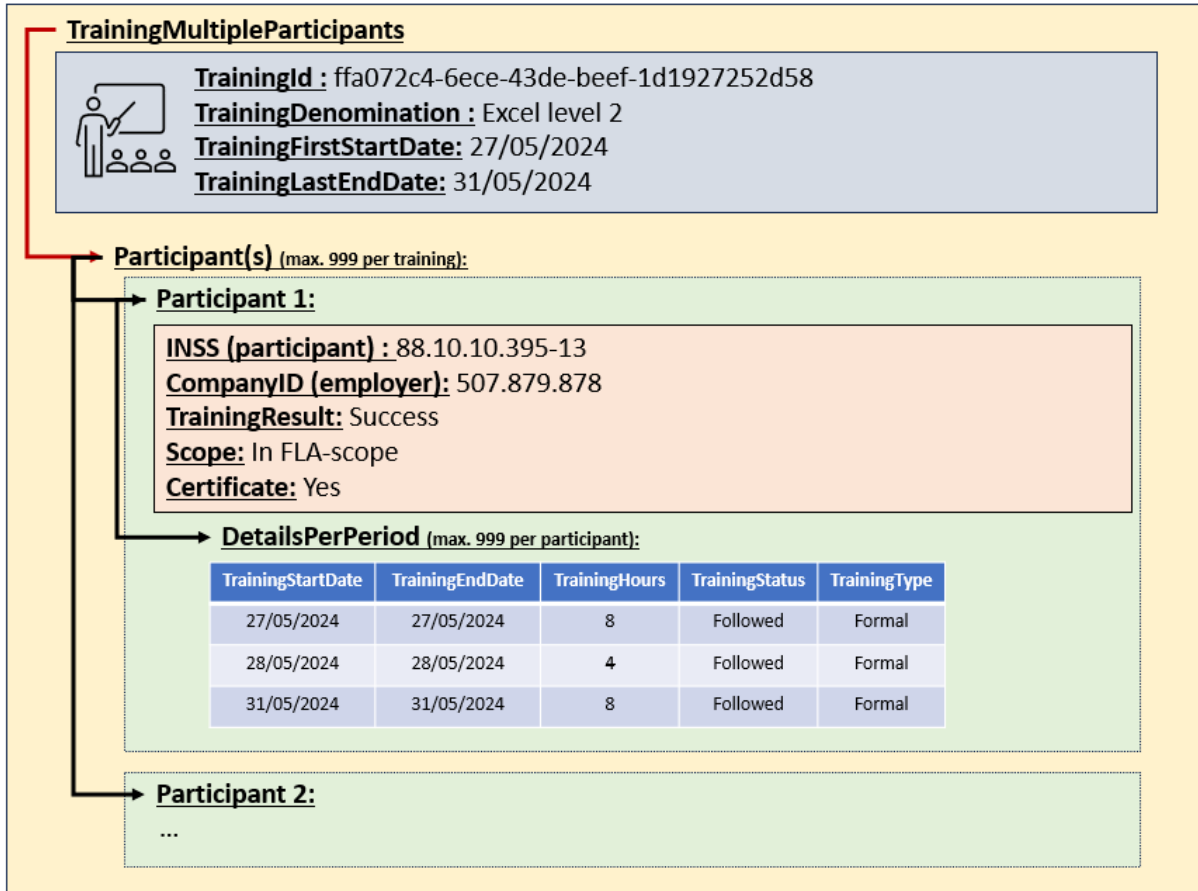 TrainingMultipleParticipants
TrainingId : ffa072c4-6ece-43de-beef-1d1927252d58
TrainingDenomination : Excel level 2
TrainingFirstStartDate: 27/05/2024
TrainingLastEndDate: 31/05/2024
Participant(s) (max. 999 per training):
Participant 1:
INSS (participant) : 88.10.10.395-13
CompanyID (employer): 507.879.878
TrainingResult: Success
Scope: In FLA-scope
Certificate: Yes
DetailsPerPeriod (max. 999 per participant):
TrainingStartDate TrainingEndDate TrainingHours TrainingStatus TrainingType
27/05/2024 27/05/2024 8 Followed Formal
28/05/2024 28/05/2024 4 Followed Formal
31/05/2024 31/05/2024 8 Followed Formal
Participant 2:
...